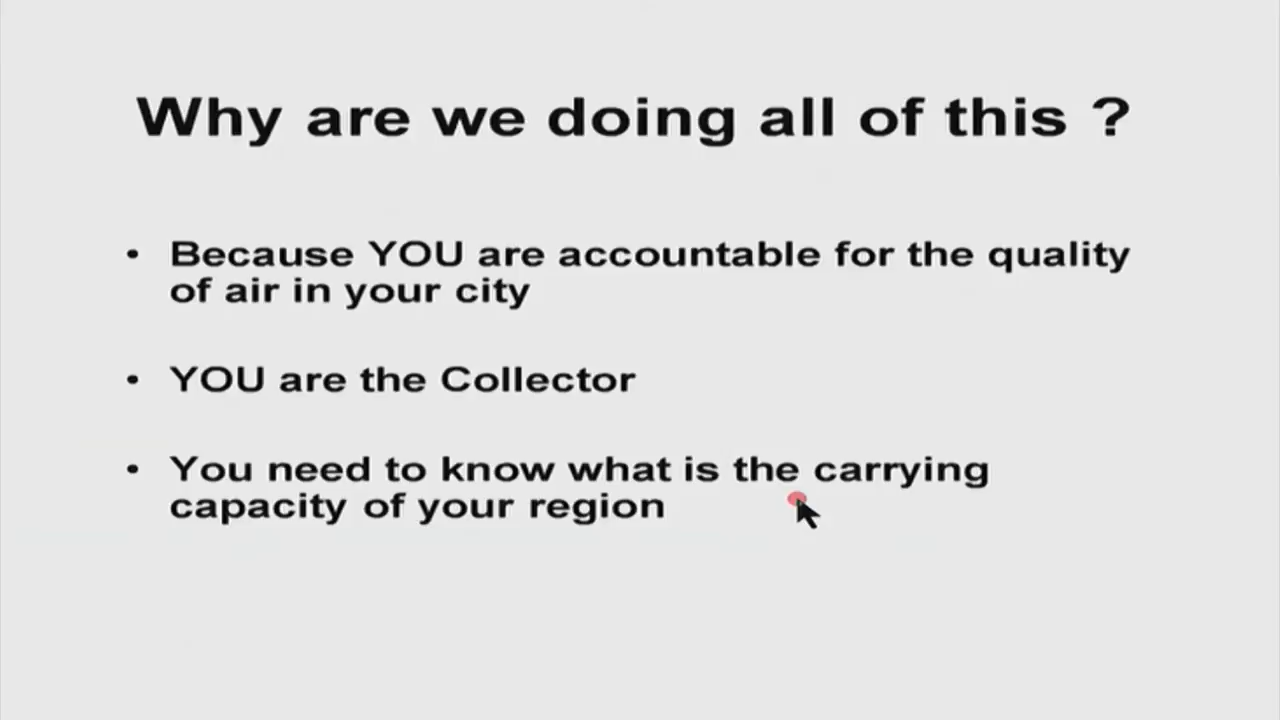 Why are we doing all of this ?
• Because YOU are accountable for the quality
of air in your city
• YOU are the Collector
• You need to know what is the carrying
capacity of your region